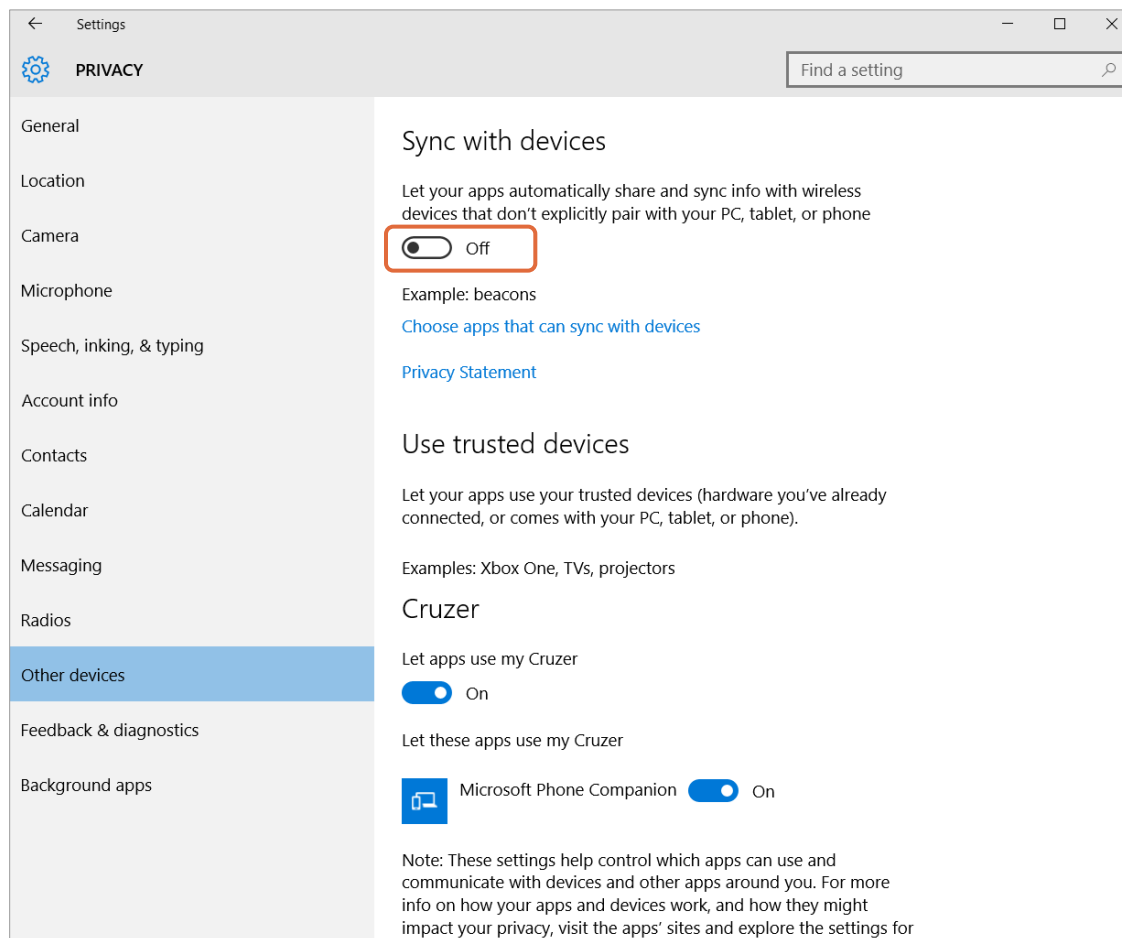 Settings
PRIVACY
Find a setting
General
Location
Camera
Microphone
Speech, inking, & typing
Account info
Contacts
Calendar
Messaging
Radios
Other devices
Feedback & diagnostics
Background apps
Sync with devices
Let your apps automatically share and sync info with wireless
devices that don't explicitly pair with your PC, tablet, or phone
Off
Example: beacons
Choose apps that can sync with devices
Privacy Statement
Use trusted devices
Let your apps use your trusted devices (hardware you've already
connected, or comes with your PC, tablet, or phone).
Examples: Xbox One, TVs, projectors
Cruzer
Let apps use my Cruzer
On
Let these apps use my Cruzer
Microsoft Phone Companion On
Note: These settings help control which apps can use and
communicate with devices and other apps around you. For more
info on how your apps and devices work, and how they might
impact your privacy, visit the apps' sites and explore the settings for